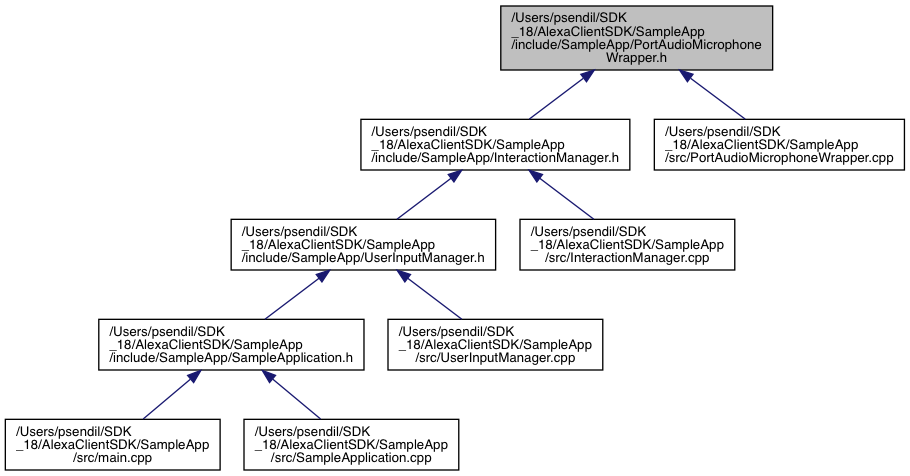 /Users/psendil/SDK
_18/AlexaClientSDK/SampleApp
/include/SampleApp/PortAudioMicrophone
Wrapper.h
/Users/psendil/SDK
_18/AlexaClientSDK/SampleApp
/include/SampleApp/InteractionManager.h
/Users/psendil/SDK
_18/AlexaClientSDK/SampleApp
/src/PortAudioMicrophoneWrapper.cpp
/Users/psendil/SDK
_18/AlexaClientSDK/SampleApp
/include/SampleApp/UserInputManager.h
/Users/psendil/SDK
_18/AlexaClientSDK/SampleApp
/src/InteractionManager.cpp
/Users/psendil/SDK
_18/AlexaClientSDK/SampleApp
/include/SampleApp/SampleApplication.h
/Users/psendil/SDK
_18/AlexaClientSDK/SampleApp
/src/UserInputManager.cpp
/Users/psendil/SDK
_18/AlexaClientSDK/SampleApp
/src/main.cpp
/Users/psendil/SDK
_18/AlexaClientSDK/SampleApp
/src/SampleApplication.cpp